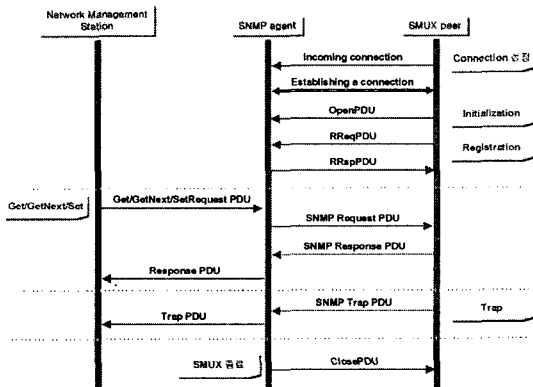 Network Management
Station
SNMP agent
SMUX peer
Incoming connection
Connection 설정
Establishing a connection
OpenPDU
Initialization
RReqPDU
Registration
RRspPDU
Get/GetNext/Set
Get/GetNext/SetRequest PDU
SNMP Request PDU
SNMP Response PDU
Response PDU
SNMP Trap PDU
Trap
Trap PDU
SMUX 종료
ClosePDU